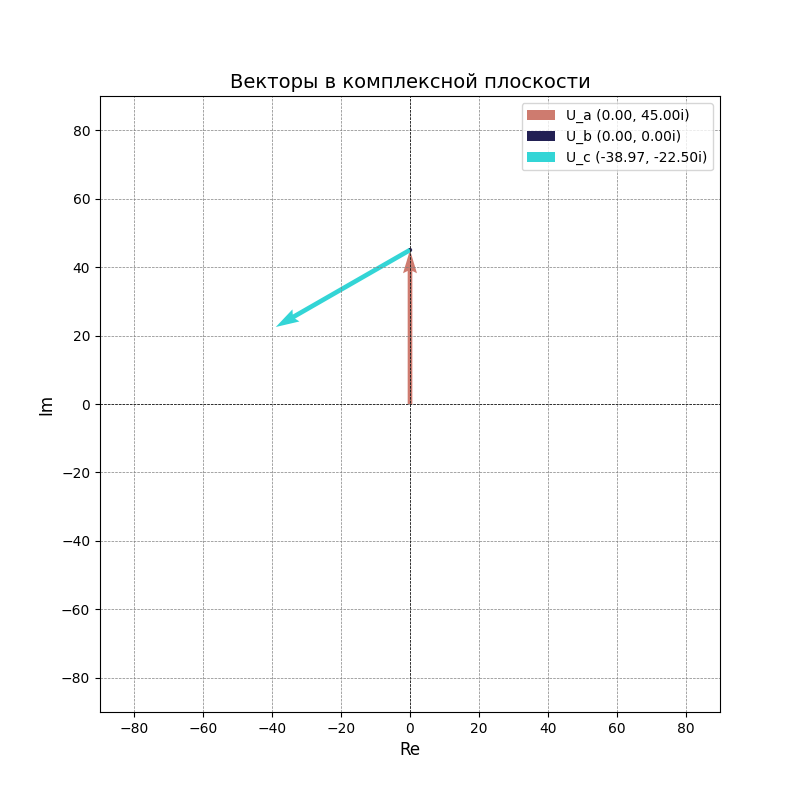 Векторы в комплексной плоскости
U_a (0.00, 45.00i)
U_b (0.00, 0.00i)
U_c (-38.97, -22.50i)
80
60
40
20
0
−20
−40
−60
−80
Im
−80 −60 −40 −20 0 20 40 60 80
Re